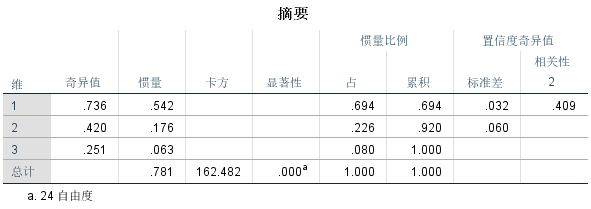 摘要
惯量比例 置信度奇异值
相关性
维 奇异值 惯量 卡方 显著性 占 累积 标准差 2
1 .736 .542 .694 .694 .032 .409
2 .420 .176 .226 .920 .060
3 .251 .063 .080 1.000
总计 .781 162.482 .000a 1.000 1.000
a. 24 自由度